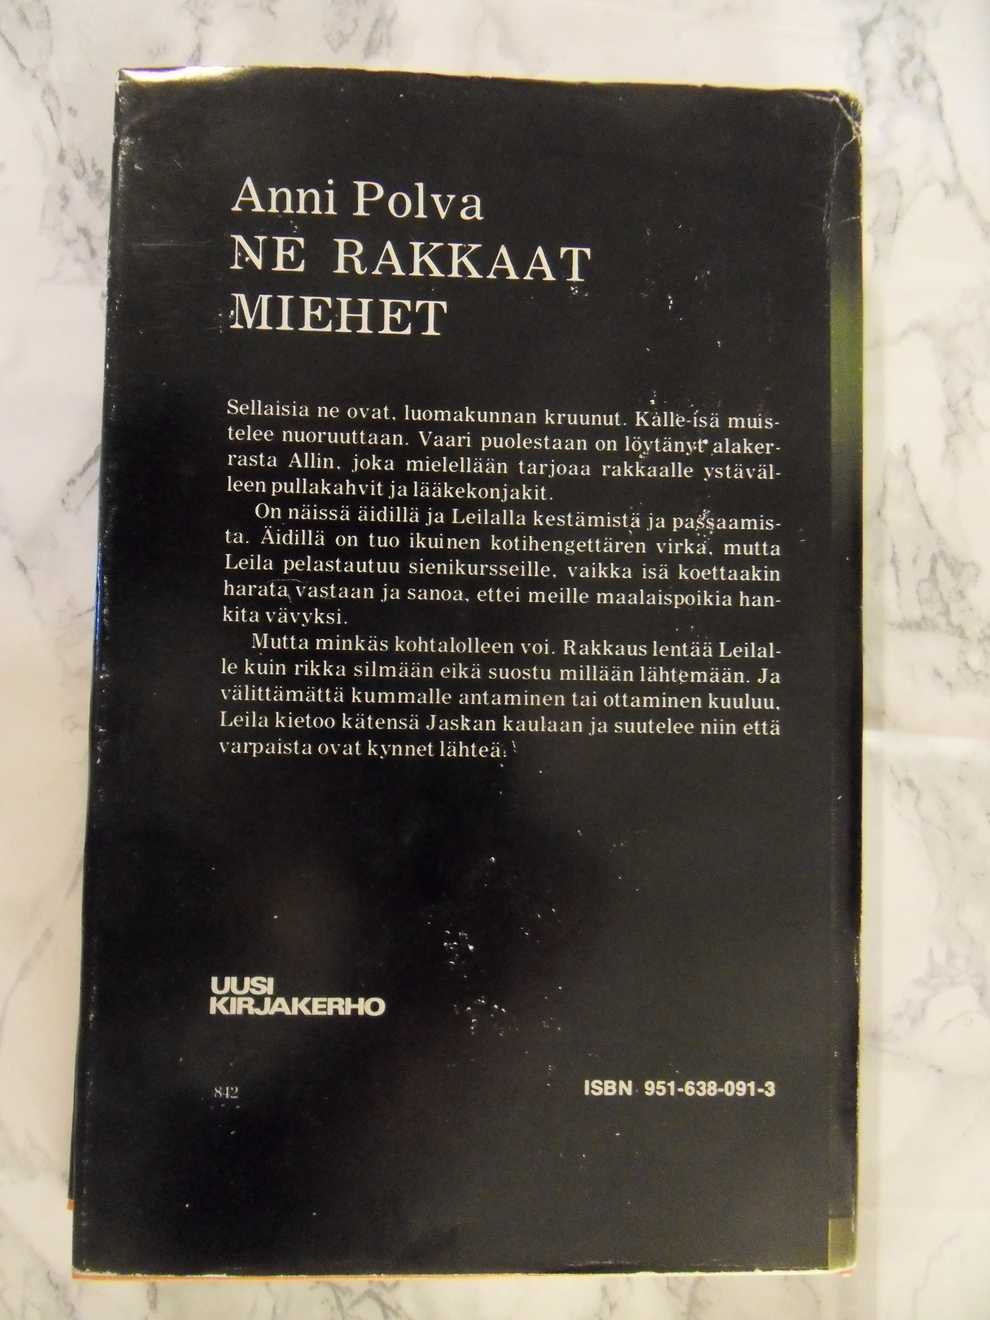 Anni Polva
NE RAKKAAT
MIEHET
Sellaisia ne ovat, luomakunnan kruunut. Kalle-isä muis-
telee nuoruuttaan. Vaari puolestaan on löytänyt alaker-
rasta Allin, joka mielellään tarjoaa rakkaalle ystäväl-
leen pullakahvit ja lääkekonjakit.
On näissä äidillä ja Leilalla kestämistä ja passaamis-
ta. Äidillä on tuo ikuinen kotihengettären virka, mutta
Leila pelastautuu sienikursseille, vaikka isä koettaakin
harata vastaan ja sanoa, ettei meille maalaispoikia han-
kita vävyksi.
Mutta minkäs kohtalolleen voi. Rakkaus lentää Leilal-
le kuin rikka silmään eikä suostu millään lähtemään. Ja
välittämättä kummalle antaminen tai ottaminen kuuluu,
Leila kietoo kätensä Jaskan kaulaan ja suutelee niin että
varpaista ovat kynnet lähteä.
UUSI
KIRJAKERHO
842
ISBN 951-638-091-3